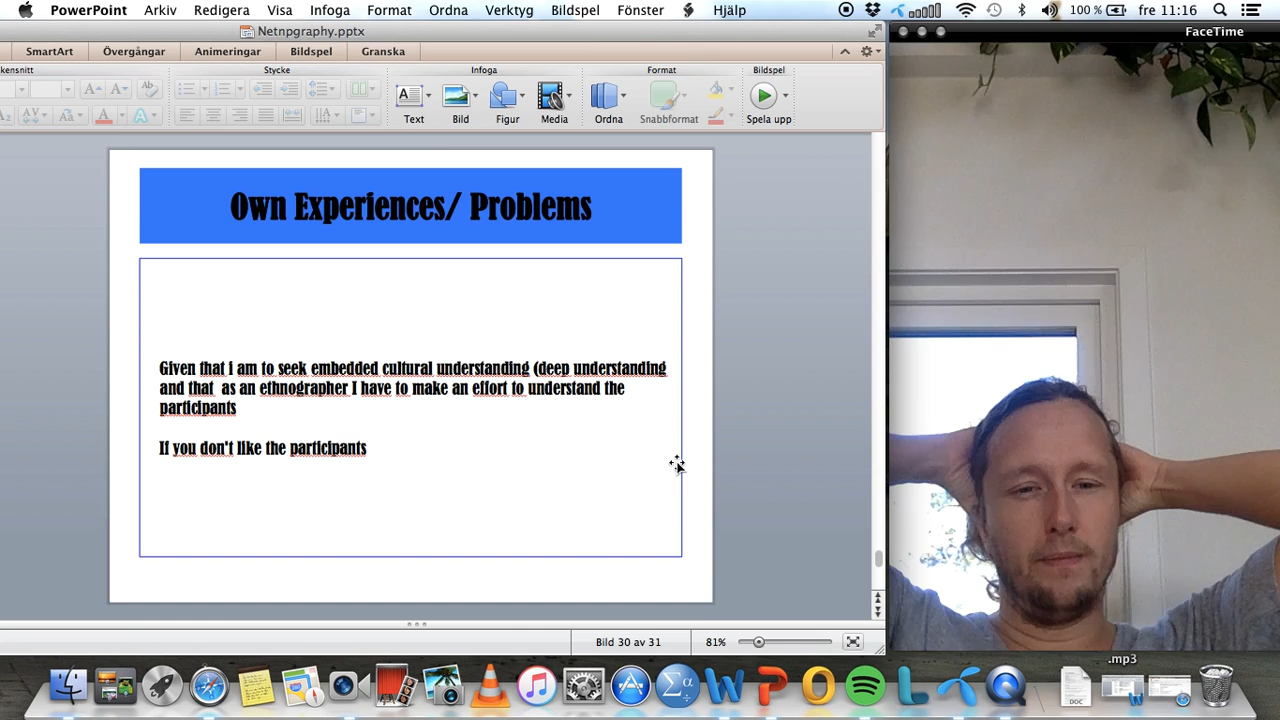 PowerPoint Arkiv Redigera Visa Infoga Format Ordna Verktyg Bildspel Fönster Hjälp 100 % fre 11:16
Netnpgraphy.pptx
FaceTime
SmartArt Övergångar Animeringar Bildspel Granska
kensnitt Stycke Infoga Format Bildspel
Text Bild Figur Media Ordna Snabbformat Spela upp
Own Experiences/ Problems
Given that i am to seek embedded cultural understanding (deep understanding
and that as an ethnographer I have to make an effort to understand the
participants
If you don't like the participants
Bild 30 av 31 81%
.mp3
DOC